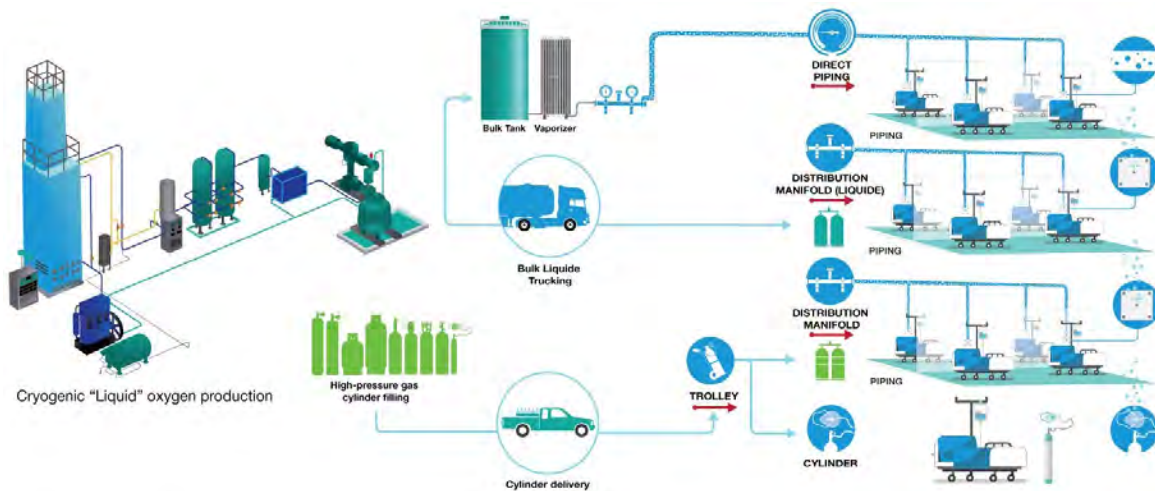 Bulk Tank
Vaporizer
DIRECT
PIPING
PIPING
DISTRIBUTION
MANIFOLD (LIQUIDE)
PIPING
Bulk Liquide
Trucking
DISTRIBUTION
MANIFOLD
PIPING
Cryogenic “Liquid” oxygen production
High-pressure gas
cylinder filling
TROLLEY
CYLINDER
Cylinder delivery